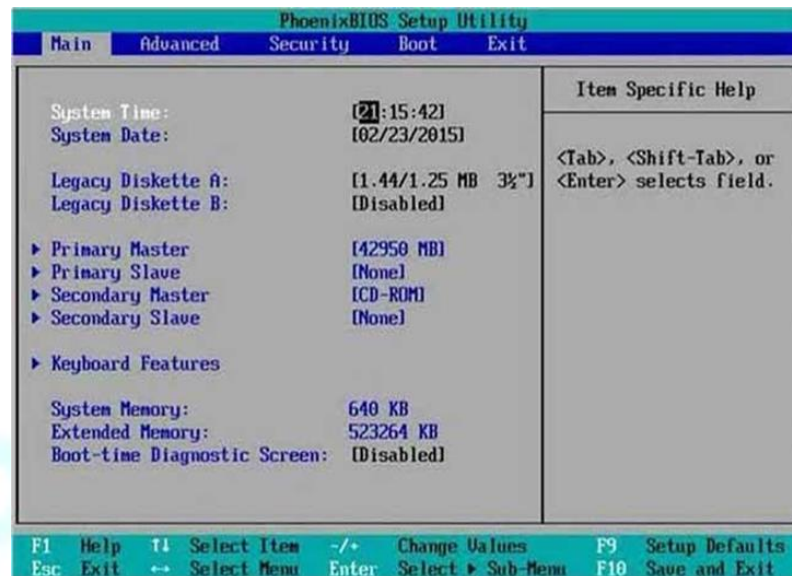 PhoenixBIOS Setup Utility
Main Advanced Security Boot Exit
Item Specific Help
System Time: [21:15:42]
System Date: [02/23/2015]
<Tab>, <Shift-Tab>, or
<Enter> selects field.
Legacy Diskette A: [1.44/1.25 MB 3½"]
Legacy Diskette B: [Disabled]
▶ Primary Master [42950 MB]
▶ Primary Slave [None]
▶ Secondary Master [CD-ROM]
▶ Secondary Slave [None]
▶ Keyboard Features
System Memory: 640 KB
Extended Memory: 523264 KB
Boot-time Diagnostic Screen: [Disabled]
F1 Help ↑↓ Select Item -/+ Change Values F9 Setup Defaults
Esc Exit ↔ Select Menu Enter Select ▶ Sub-Menu F10 Save and Exit